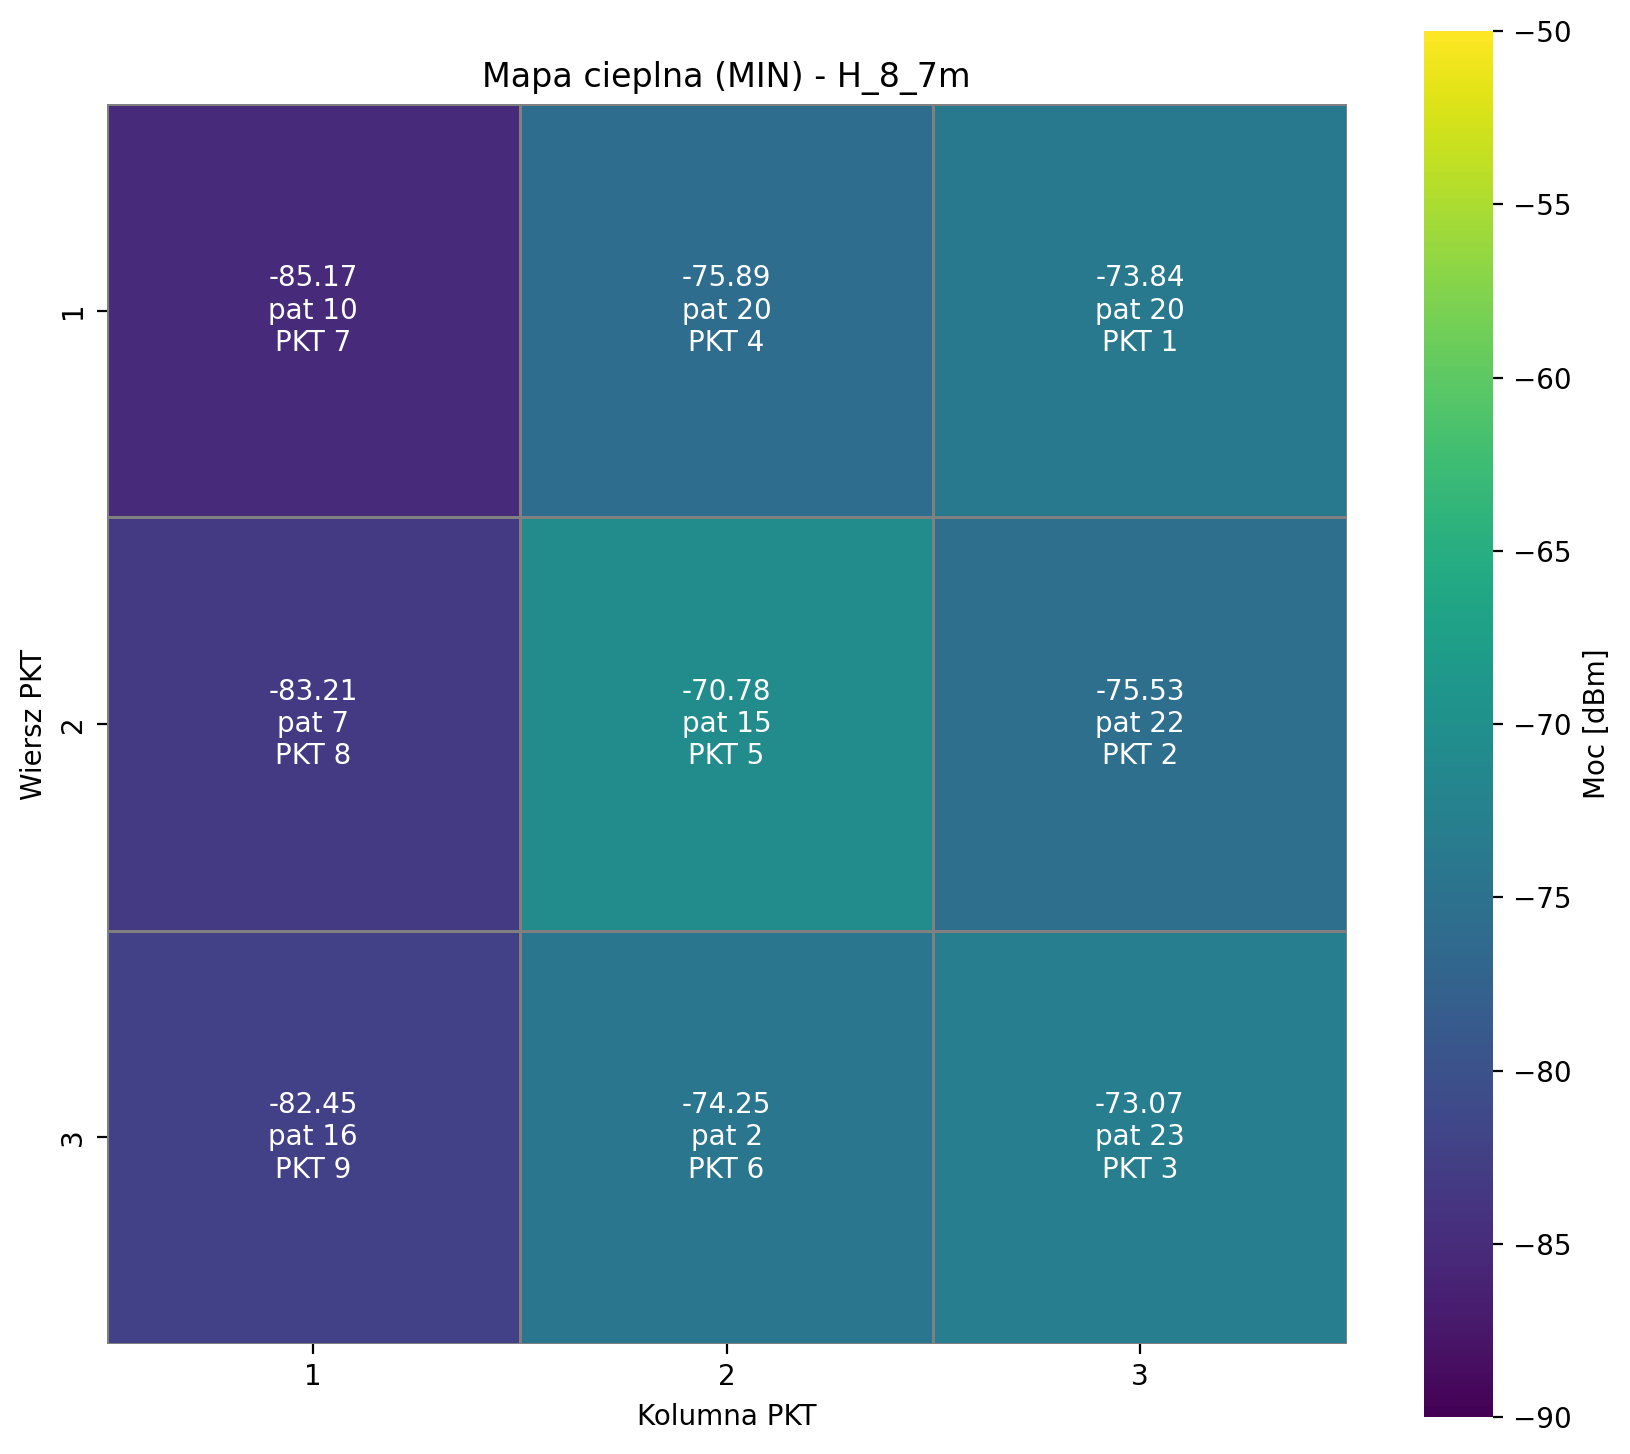 Mapa cieplna (MIN) - H_8_7m
-85.17
pat 10
PKT 7
-75.89
pat 20
PKT 4
-73.84
pat 20
PKT 1
-83.21
pat 7
PKT 8
-70.78
pat 15
PKT 5
-75.53
pat 22
PKT 2
-82.45
pat 16
PKT 9
-74.25
pat 2
PKT 6
-73.07
pat 23
PKT 3
1
2
3
Wiersz PKT
1
2
3
Kolumna PKT
−50
−55
−60
−65
−70
−75
−80
−85
−90
Moc [dBm]